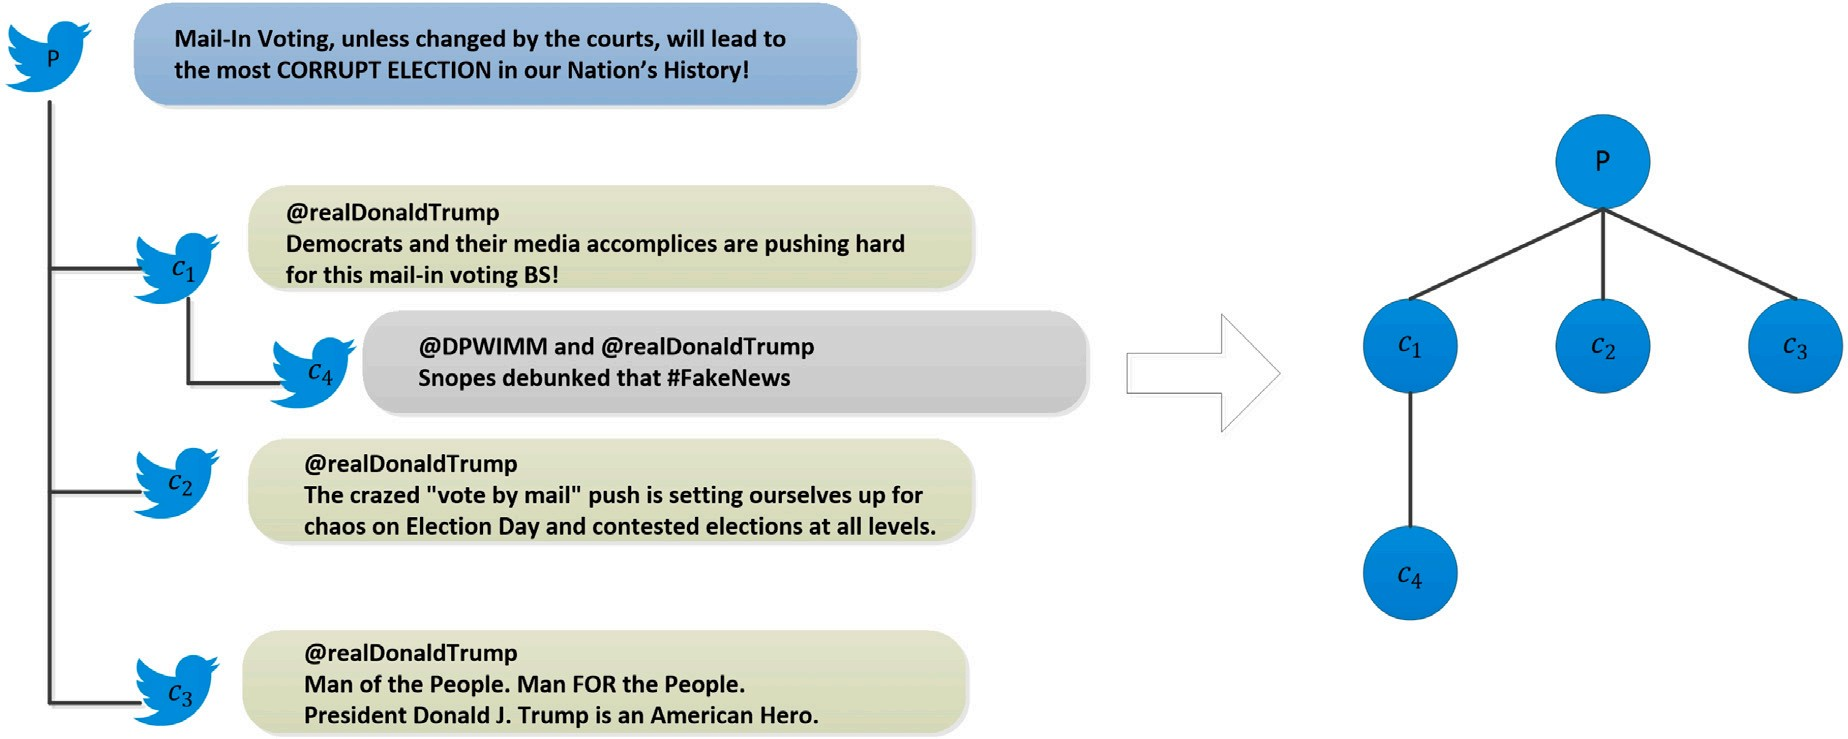 P
Mail-In Voting, unless changed by the courts, will lead to
the most CORRUPT ELECTION in our Nation’s History!
c1
@realDonaldTrump
Democrats and their media accomplices are pushing hard
for this mail-in voting BS!
c4
@DPWIMM and @realDonaldTrump
Snopes debunked that #FakeNews
c2
@realDonaldTrump
The crazed "vote by mail" push is setting ourselves up for
chaos on Election Day and contested elections at all levels.
c3
@realDonaldTrump
Man of the People. Man FOR the People.
President Donald J. Trump is an American Hero.
P
c1 c2 c3
c4